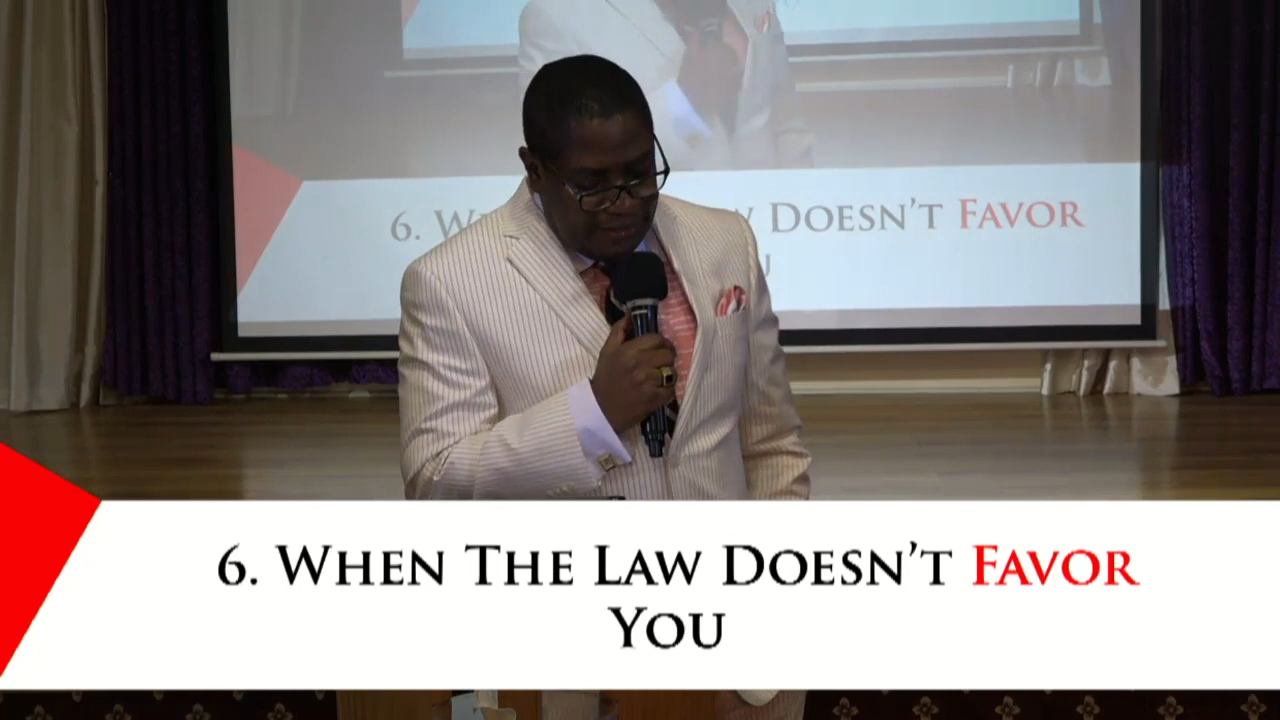 6. W DOESN'T FAVOR
U
6. WHEN THE LAW DOESN'T FAVOR
YOU